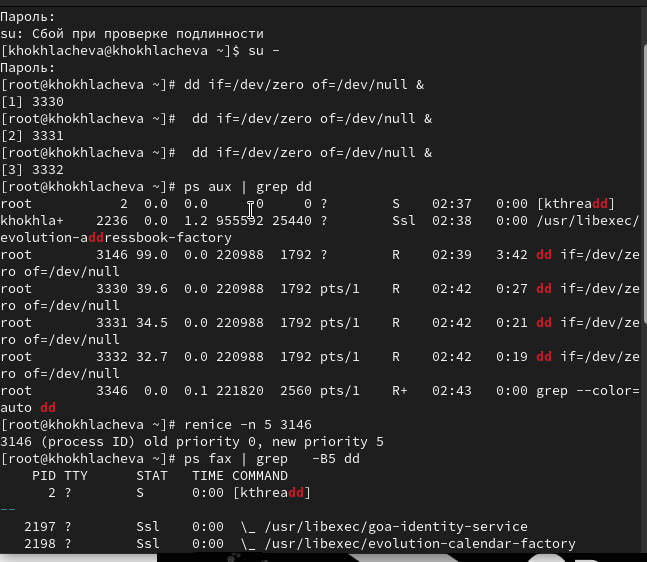 Пароль:
su: Сбой при проверке подлинности
[khokhlacheva@khokhlacheva ~]$ su -
Пароль:
[root@khokhlacheva ~]# dd if=/dev/zero of=/dev/null &
[1] 3330
[root@khokhlacheva ~]#  dd if=/dev/zero of=/dev/null &
[2] 3331
[root@khokhlacheva ~]#  dd if=/dev/zero of=/dev/null &
[3] 3332
[root@khokhlacheva ~]# ps aux | grep dd
root           2  0.0  0.0      0     0 ?        S    02:37   0:00 [kthreadd]
khokhla+    2236  0.0  1.2 955592 25440 ?        Ssl  02:38   0:00 /usr/libexec/
evolution-addressbook-factory
root        3146 99.0  0.0 220988  1792 ?        R    02:39   3:42 dd if=/dev/ze
ro of=/dev/null
root        3330 39.6  0.0 220988  1792 pts/1    R    02:42   0:27 dd if=/dev/ze
ro of=/dev/null
root        3331 34.5  0.0 220988  1792 pts/1    R    02:42   0:21 dd if=/dev/ze
ro of=/dev/null
root        3332 32.7  0.0 220988  1792 pts/1    R    02:42   0:19 dd if=/dev/ze
ro of=/dev/null
root        3346  0.0  0.1 221820  2560 pts/1    R+   02:43   0:00 grep --color=
auto dd
[root@khokhlacheva ~]# renice -n 5 3146
3146 (process ID) old priority 0, new priority 5
[root@khokhlacheva ~]# ps fax | grep   -B5 dd
    PID TTY      STAT   TIME COMMAND
      2 ?        S      0:00 [kthreadd]
--
   2197 ?        Ssl    0:00  \_ /usr/libexec/goa-identity-service
   2198 ?        Ssl    0:00  \_ /usr/libexec/evolution-calendar-factory